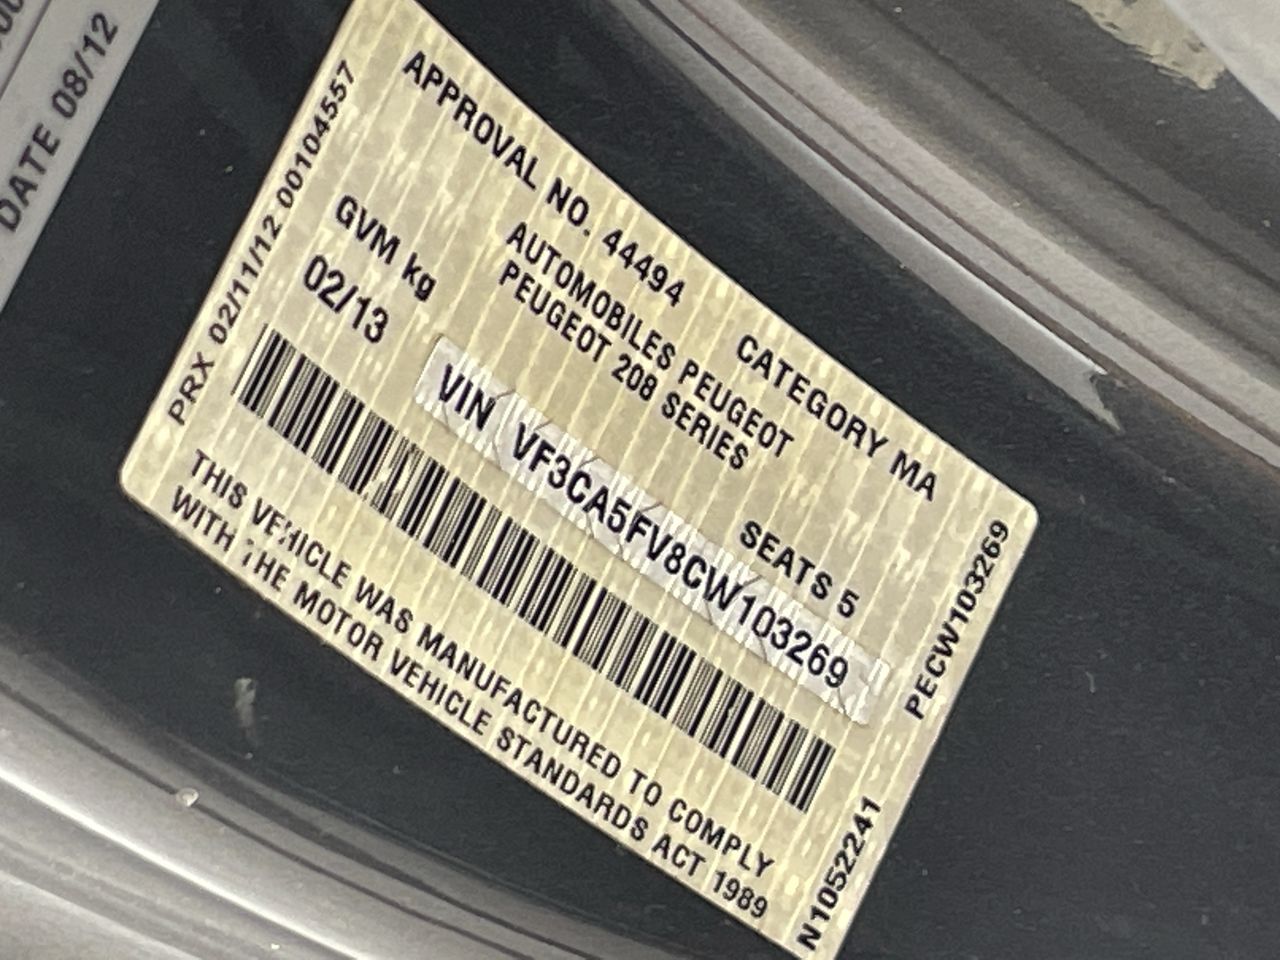 DATE 08/12
APPROVAL NO. 44494 CATEGORY MA
AUTOMOBILES PEUGEOT
PEUGEOT 208 SERIES
GVM kg SEATS 5
02/13
VIN VF3CA5FV8CW103269
THIS VEHICLE WAS MANUFACTURED TO COMPLY
WITH THE MOTOR VEHICLE STANDARDS ACT 1989
PRX 02/11/12 00104557
PECW103269
N1052241